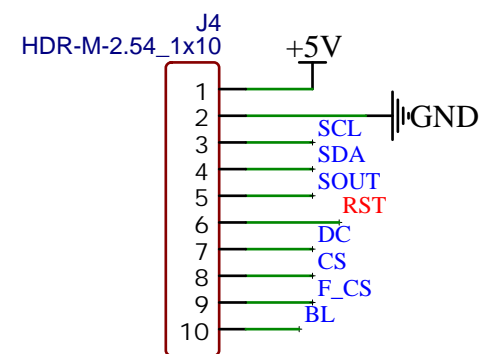 J4
HDR-M-2.54_1x10
+5V
1
2
GND
SCL
3
SDA
4
SOUT
5
RST
6
DC
7
CS
8
F_CS
9
BL
10